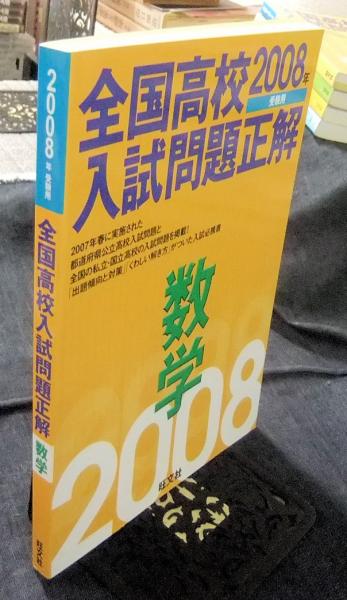 2008年 受験用
全国高校入試問題正解
数学
旺文社
全国高校
2008年
受験用
入試問題正解
2007年春に実施された
都道府県公立高校入試問題と
全国の私立・国立高校の入試問題を掲載!
「出題傾向と対策」「くわしい解き方」がついた入試必携書
数学
2008
旺文社